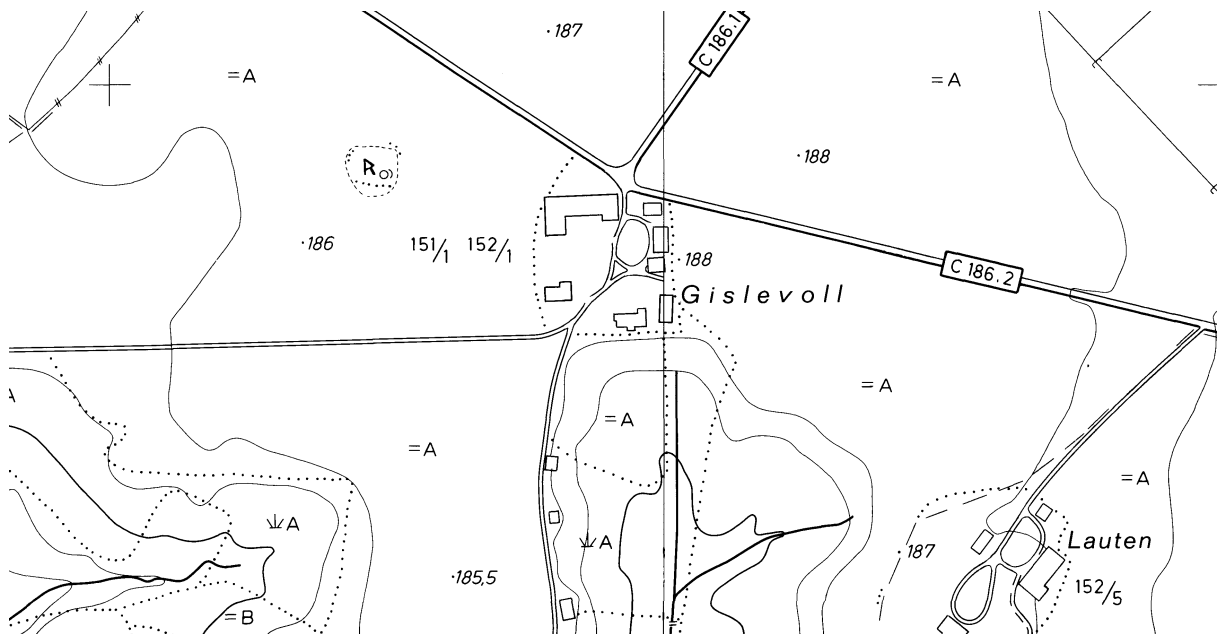 187
C 186.1
=A
=A
188
R
186
151/1 152/1
188
C 186.2
Gislevoll
=A
=A
A
=A
=A
A
A
187
Lauten
185,5
152/5
=B